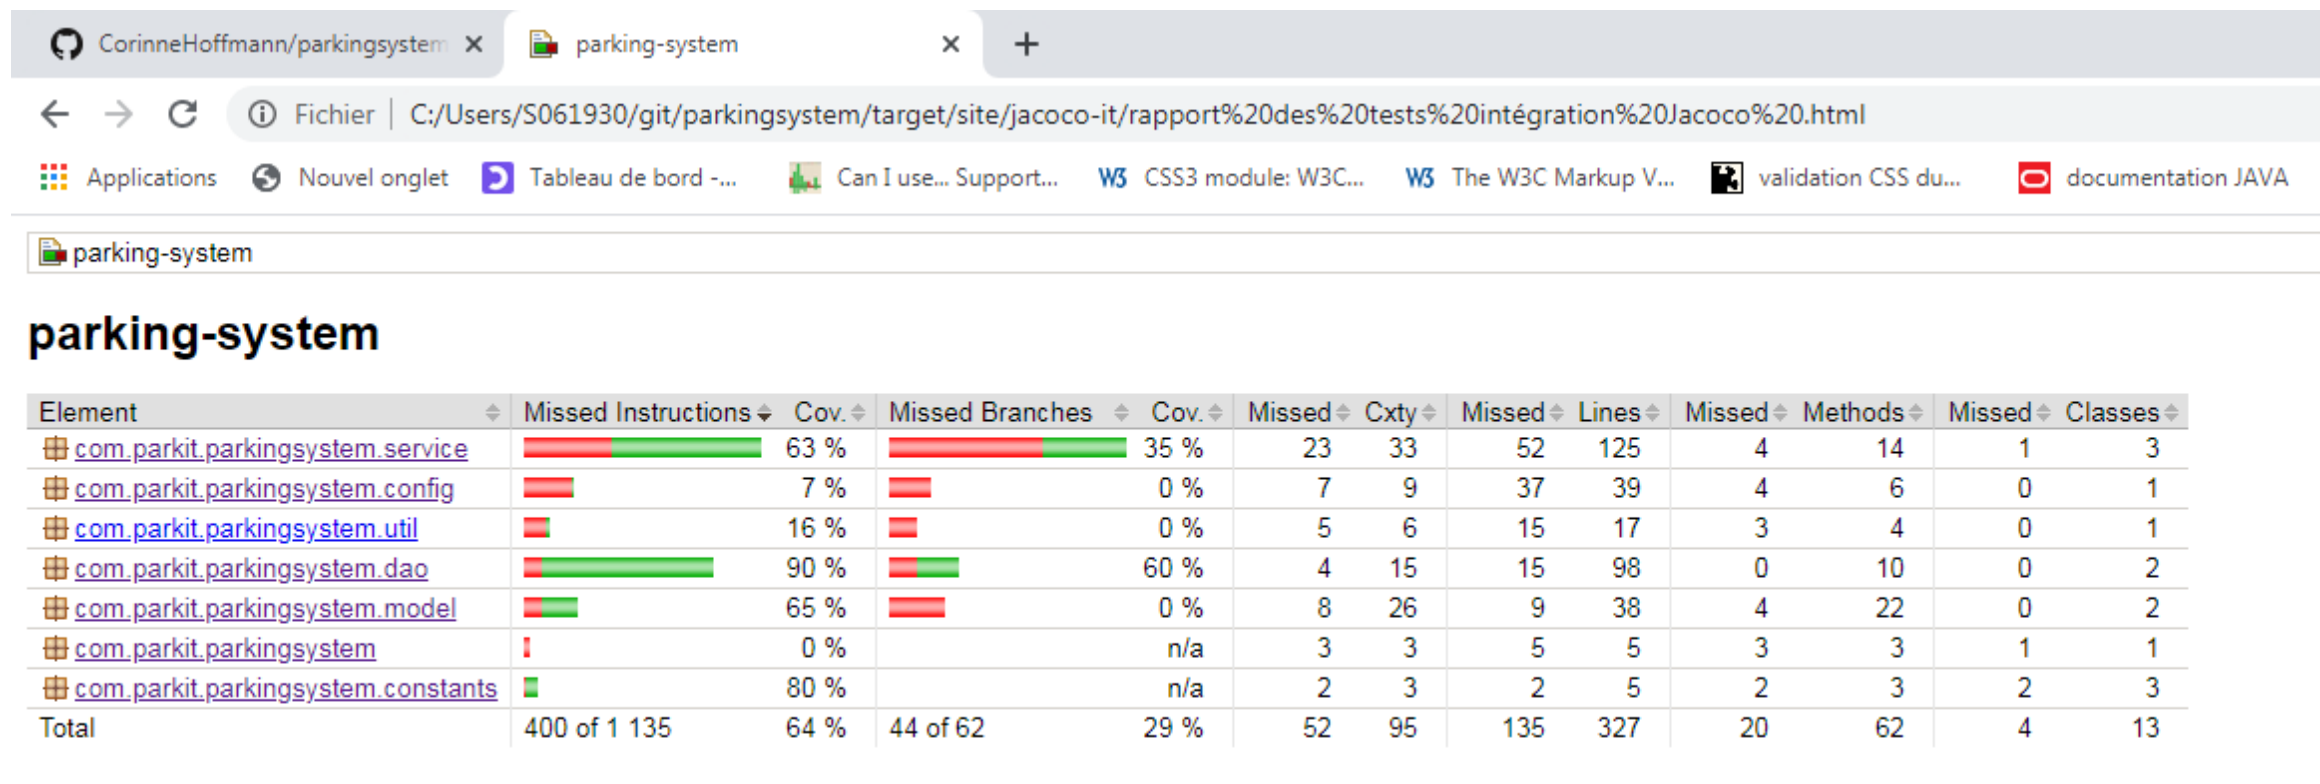 CorinneHoffmann/parkingsystem
parking-system
Fichier | C:/Users/S061930/git/parkingsystem/target/site/jacoco-it/rapport%20des%20tests%20intégration%20Jacoco%20.html
Applications Nouvel onglet Tableau de bord -... Can I use... Support... W3 CSS3 module: W3C... W3 The W3C Markup V... validation CSS du... documentation JAVA
parking-system
parking-system
Element Missed Instructions Cov. Missed Branches Cov. Missed Cxty Missed Lines Missed Methods Missed Classes
com.parkit.parkingsystem.service 63 % 35 % 23 33 52 125 4 14 1 3
com.parkit.parkingsystem.config 7 % 0 % 7 9 37 39 4 6 0 1
com.parkit.parkingsystem.util 16 % 0 % 5 6 15 17 3 4 0 1
com.parkit.parkingsystem.dao 90 % 60 % 4 15 15 98 0 10 0 2
com.parkit.parkingsystem.model 65 % 0 % 8 26 9 38 4 22 0 2
com.parkit.parkingsystem 0 % n/a 3 3 5 5 3 3 1 1
com.parkit.parkingsystem.constants 80 % n/a 2 3 2 5 2 3 2 3
Total 400 of 1 135 64 % 44 of 62 29 % 52 95 135 327 20 62 4 13